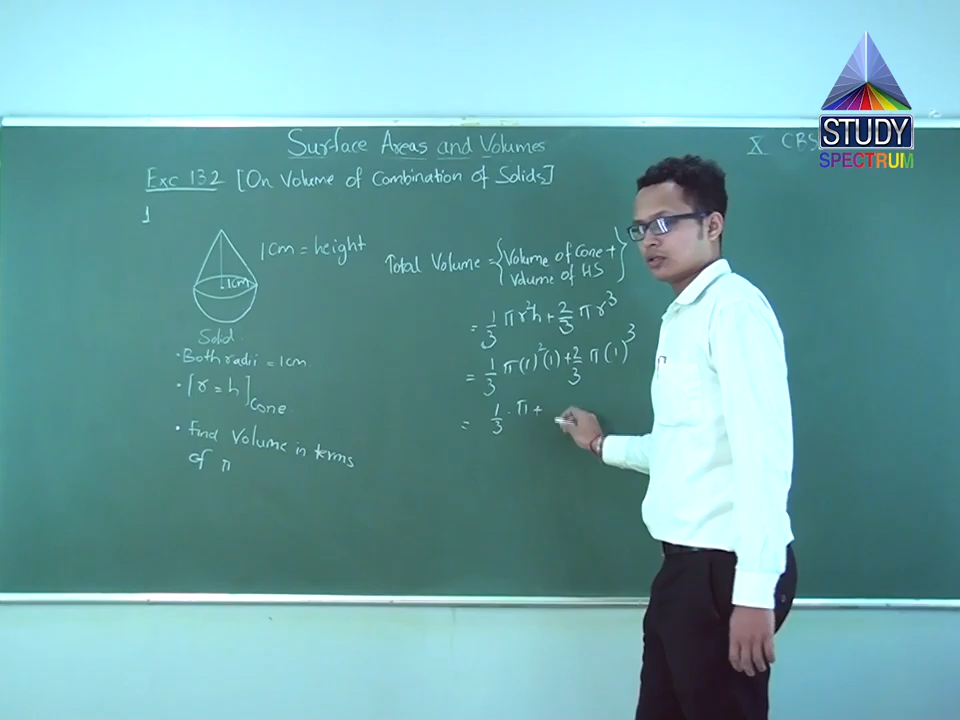 STUDY
SPECTRUM
Surface Areas and Volumes
X CBS
Exc 13.2 [On Volume of Combination of Solids]
1
1cm = height
1cm
Solid
• Both radii = 1cm.
• [r = h]cone
• Find Volume in terms
of π
Total Volume = {Volume of Cone +
Volume of HS}
= 1/3 πr²h + 2/3 πr³
= 1/3 π(1)²(1) + 2/3 π(1)³
= 1/3 . π +